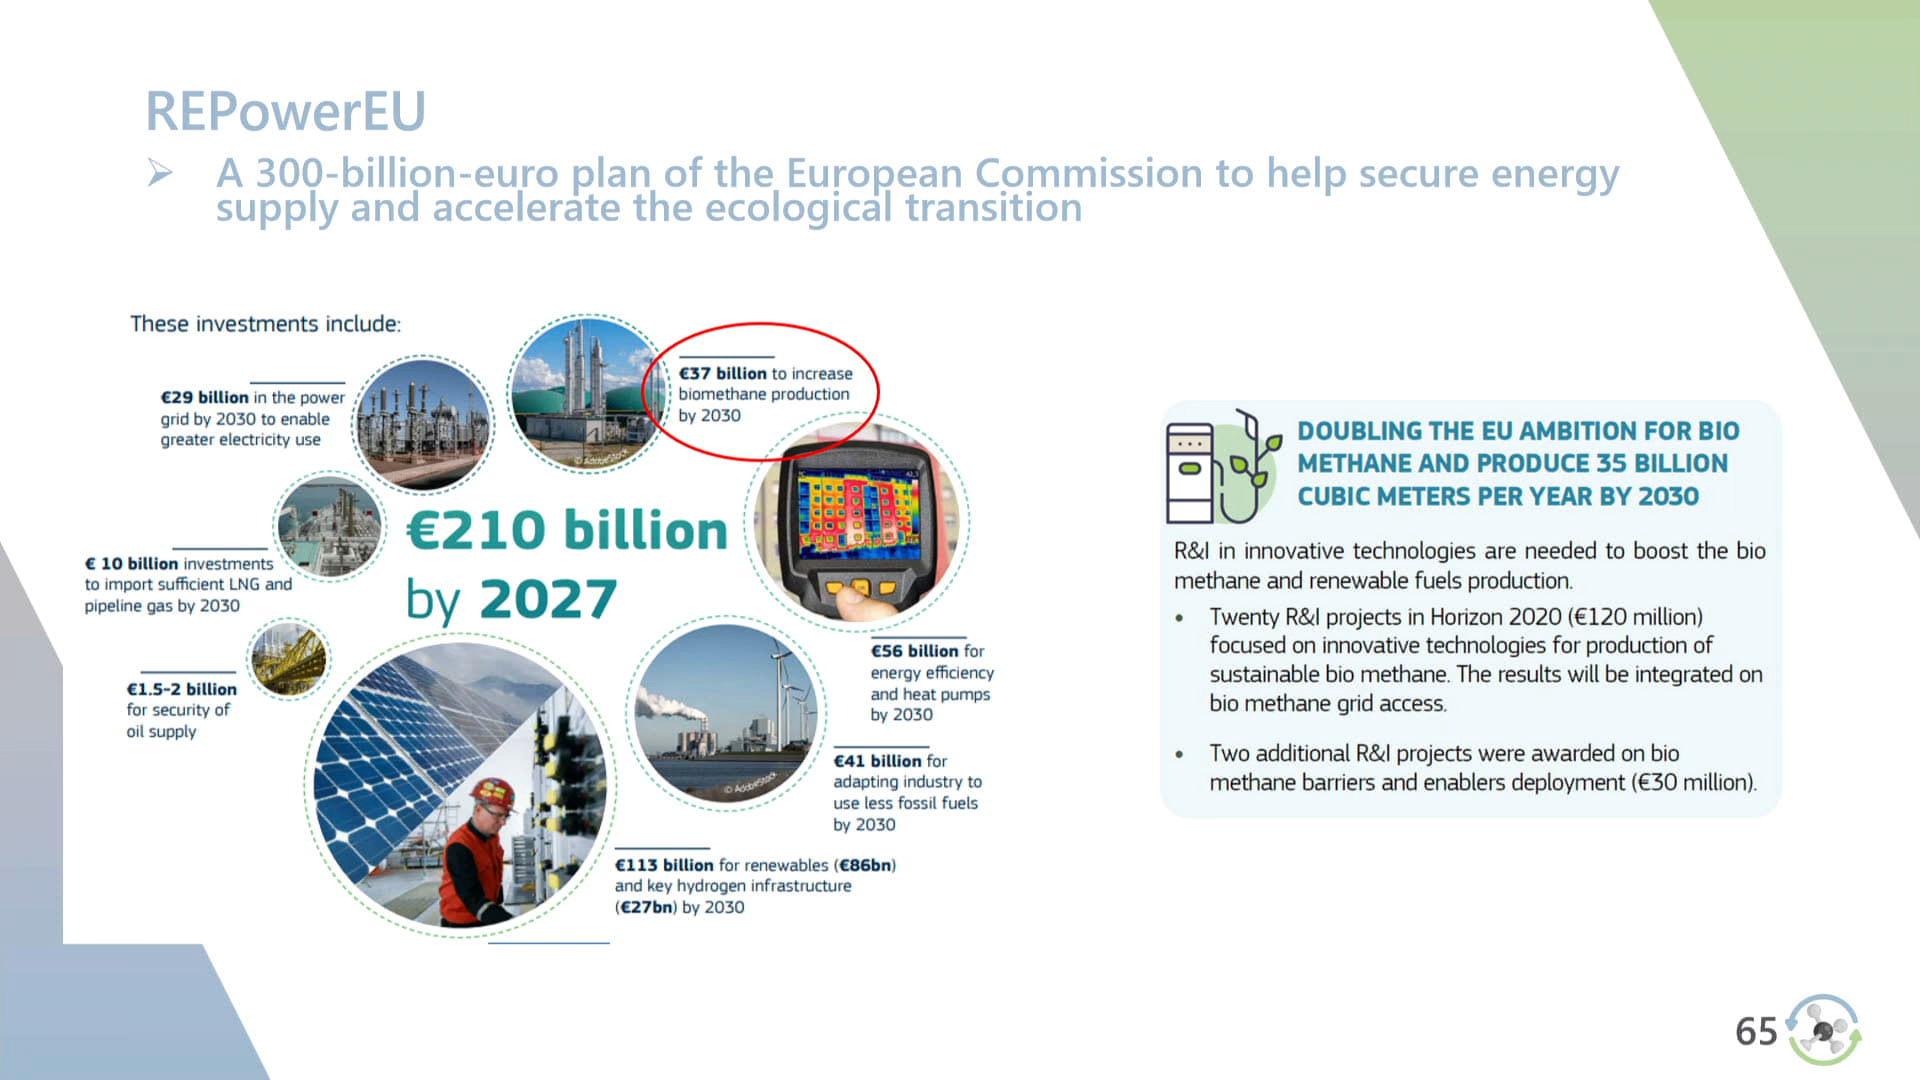 REPowerEU
➢ A 300-billion-euro plan of the European Commission to help secure energy
supply and accelerate the ecological transition
These investments include:
€29 billion in the power
grid by 2030 to enable
greater electricity use
€37 billion to increase
biomethane production
by 2030
© AdobeStock
€ 10 billion investments
to import sufficient LNG and
pipeline gas by 2030
€210 billion
by 2027
€1.5-2 billion
for security of
oil supply
€56 billion for
energy efficiency
and heat pumps
by 2030
© AdobeStock
€41 billion for
adapting industry to
use less fossil fuels
by 2030
€113 billion for renewables (€86bn)
and key hydrogen infrastructure
(€27bn) by 2030
DOUBLING THE EU AMBITION FOR BIO
METHANE AND PRODUCE 35 BILLION
CUBIC METERS PER YEAR BY 2030
R&I in innovative technologies are needed to boost the bio
methane and renewable fuels production.
• Twenty R&I projects in Horizon 2020 (€120 million)
focused on innovative technologies for production of
sustainable bio methane. The results will be integrated on
bio methane grid access.
• Two additional R&I projects were awarded on bio
methane barriers and enablers deployment (€30 million).
65